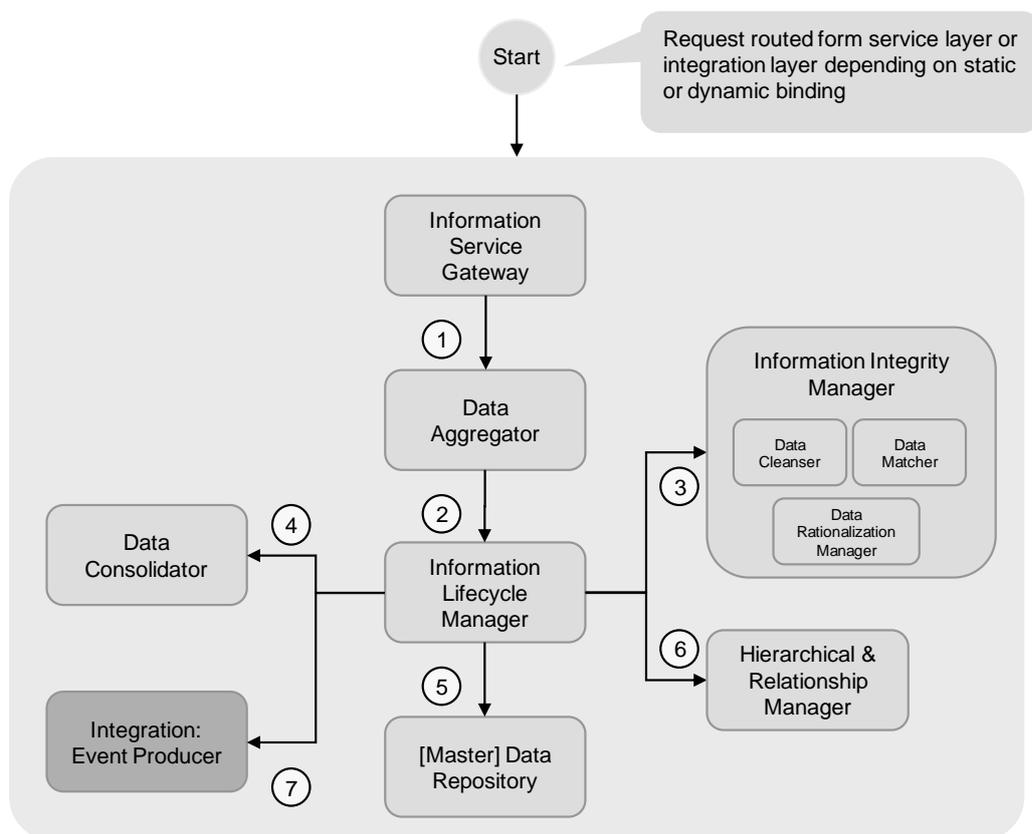 Start
Request routed form service layer or
integration layer depending on static
or dynamic binding
Information
Service
Gateway
1
Data
Aggregator
2
Information Integrity
Manager
Data
Cleanser
Data
Matcher
Data
Rationalization
Manager
3
4
Data
Consolidator
Information
Lifecycle
Manager
5
6
Hierarchical &
Relationship
Manager
Integration:
Event Producer
7
[Master] Data
Repository